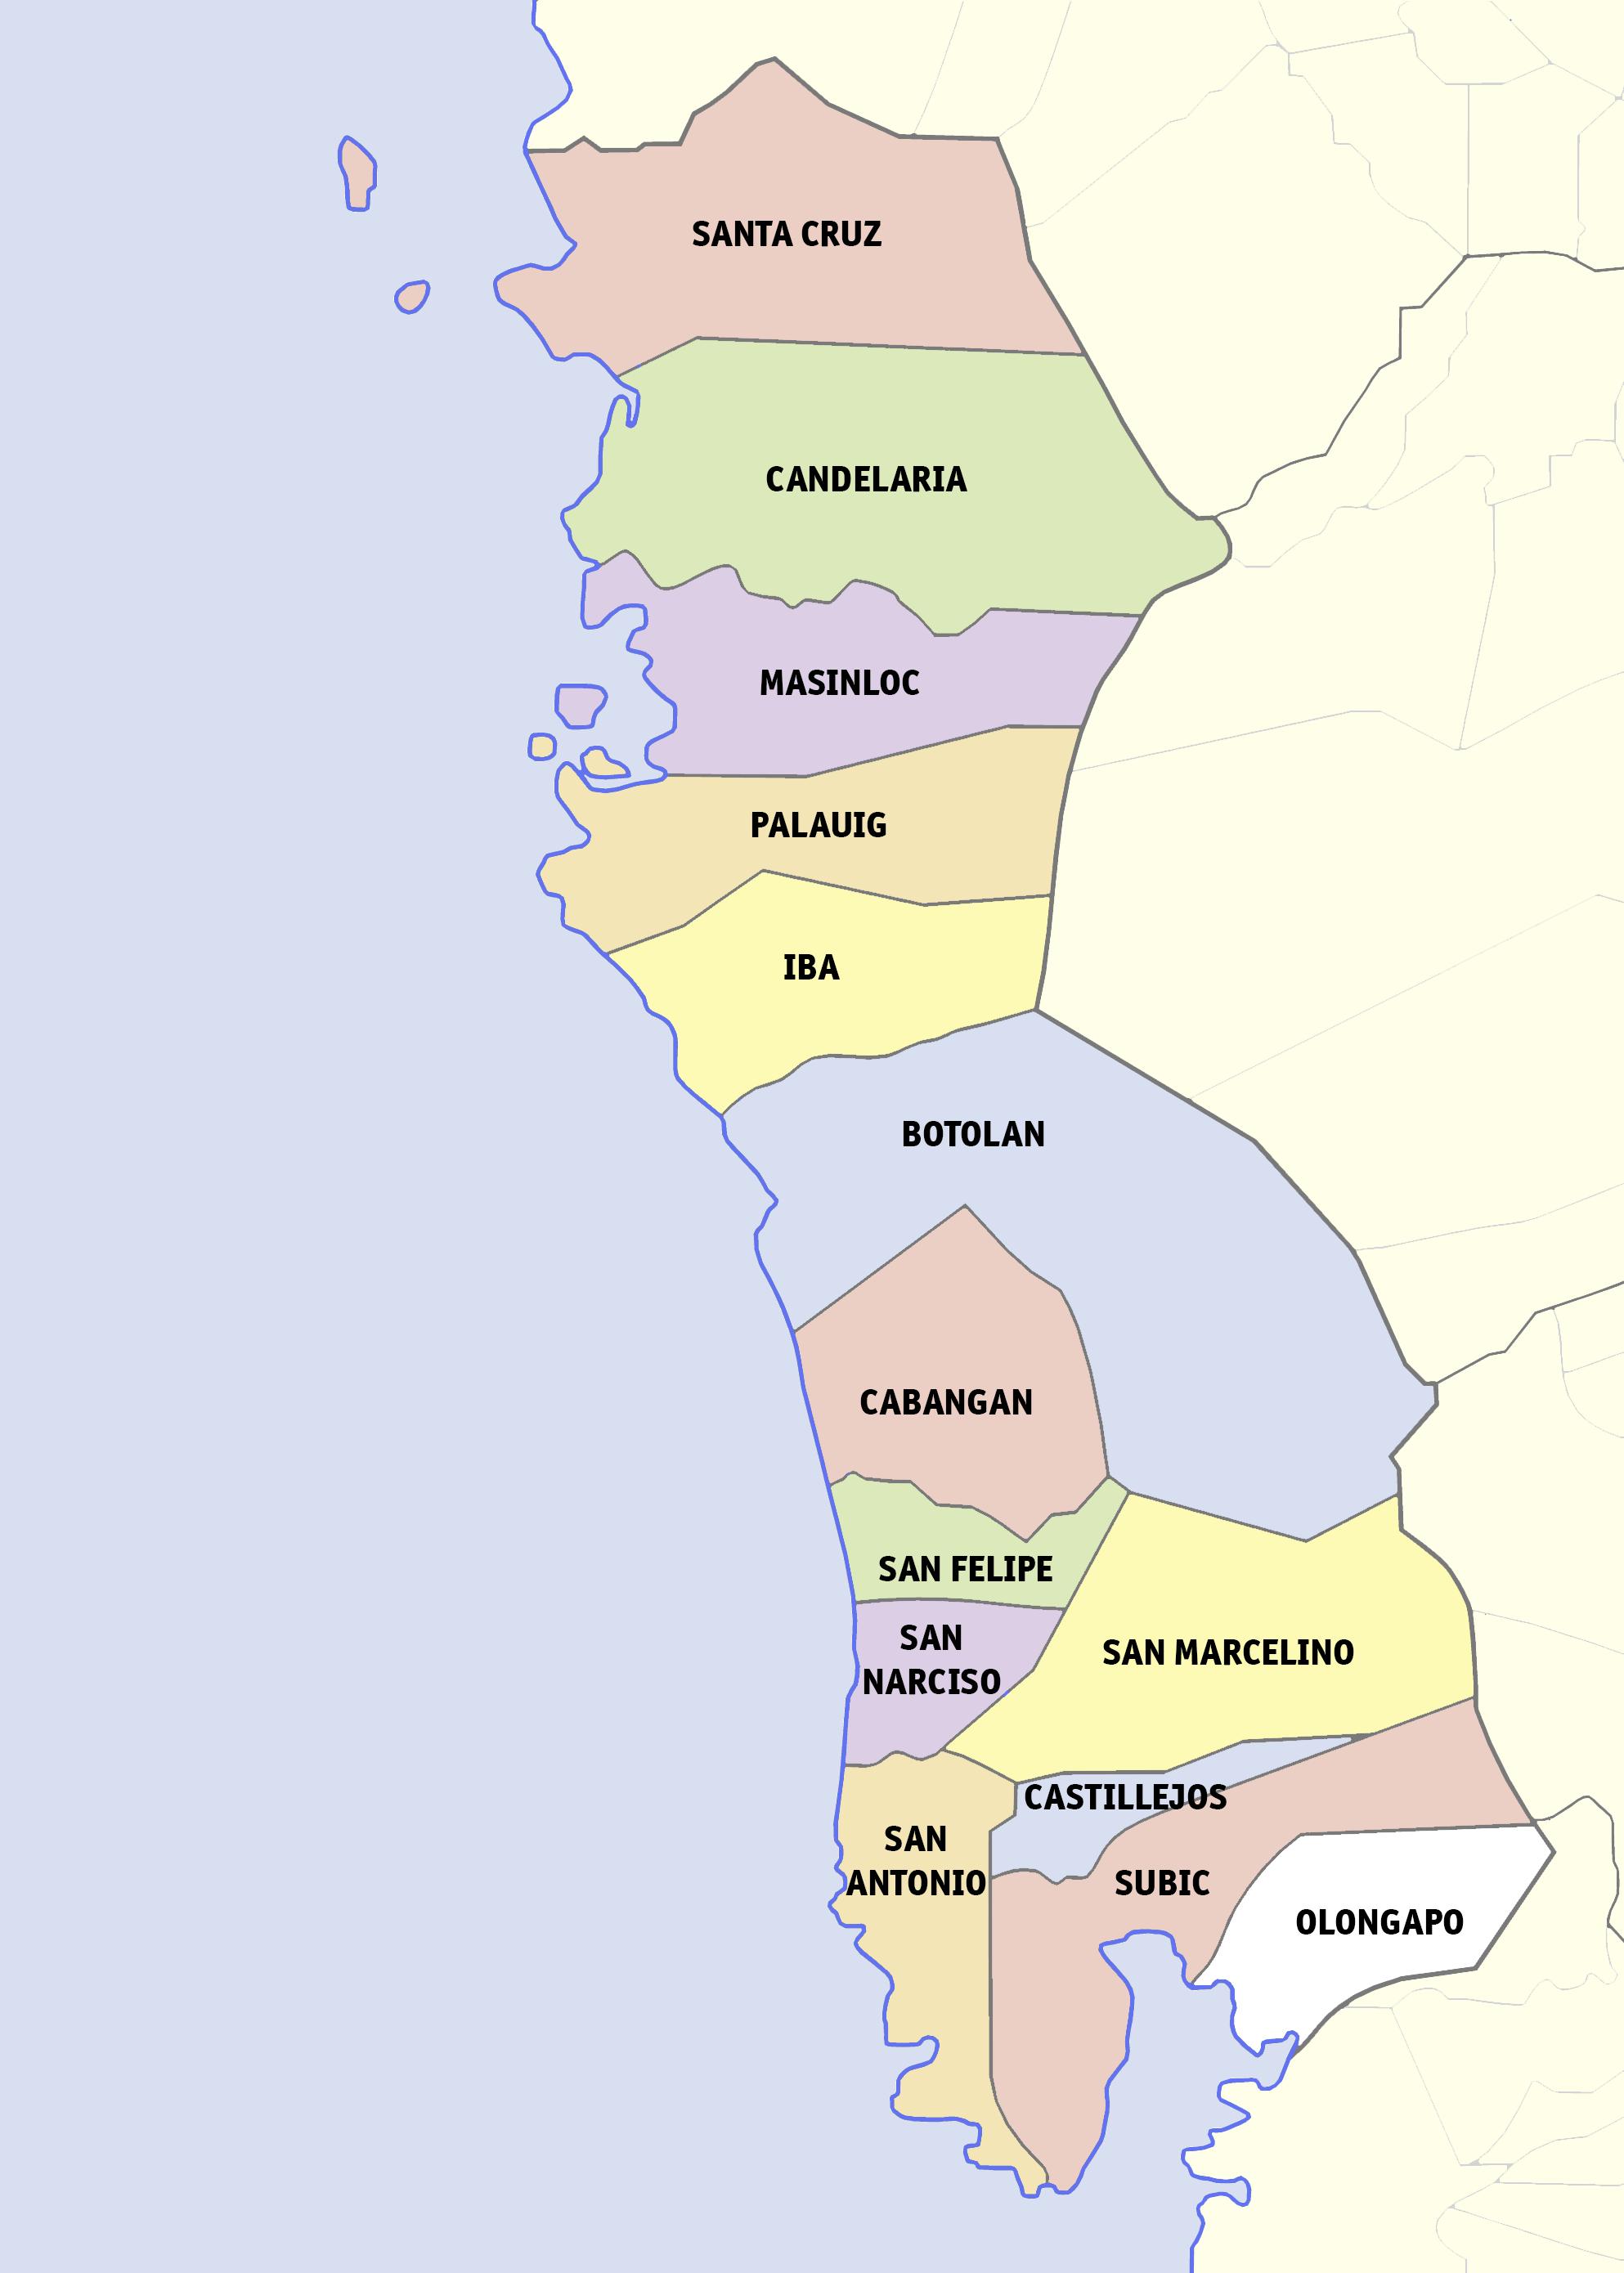 SANTA CRUZ
CANDELARIA
MASINLOC
PALAUIG
IBA
BOTOLAN
CABANGAN
SAN FELIPE
SAN
NARCISO
SAN MARCELINO
CASTILLEJOS
SAN
ANTONIO
SUBIC
OLONGAPO